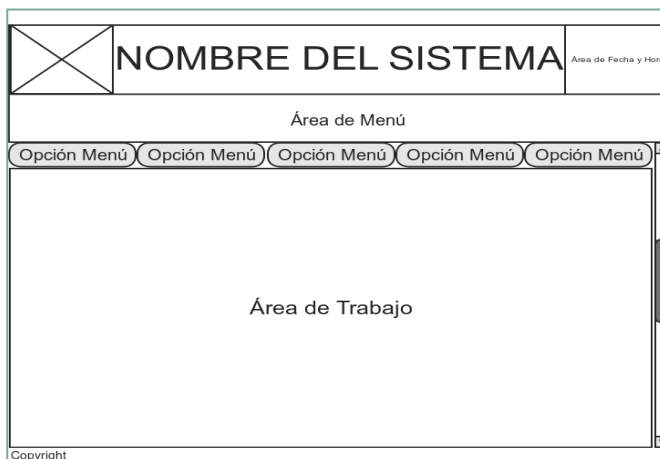 NOMBRE DEL SISTEMA
Área de Fecha y Hora
Área de Menú
Opción Menú Opción Menú Opción Menú Opción Menú Opción Menú
Área de Trabajo
Copyright